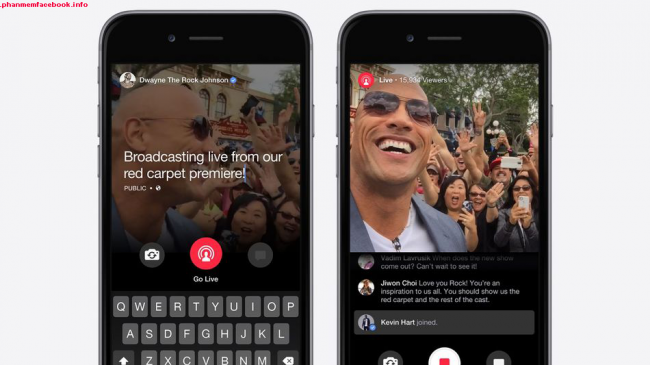 .phanmemfacebook.info
Dwayne The Rock Johnson
Broadcasting live from our
red carpet premiere!
PUBLIC •
Go Live
Q W E R T Y U I O P
A S D F G H J K L
Z X C V B N M
Live • 15,914 Viewers
Vadim Lavrusik When does the new show
come out? Can't wait to see it!
Jiwon Choi Love you Rock! You're an
inspiration to us all. You should show us the
red carpet and the rest of the cast.
Kevin Hart joined.